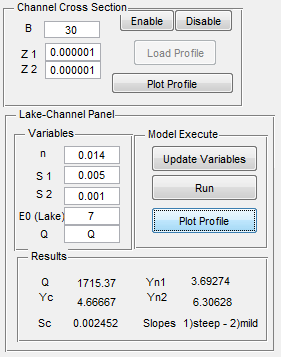 Channel Cross Section
B 30 Enable Disable
Z 1 0.000001 Load Profile
Z 2 0.000001
Plot Profile
Lake-Channel Panel
Variables Model Execute
n 0.014 Update Variables
S 1 0.005
S 2 0.001 Run
E0 (Lake) 7 Plot Profile
Q Q
Results
Q 1715.37 Yn1 3.69274
Yc 4.66667 Yn2 6.30628
Sc 0.002452 Slopes 1)steep - 2)mild